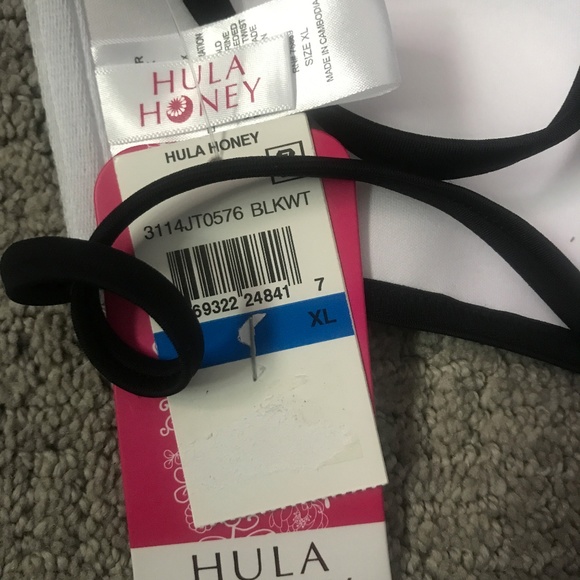 SIZE XL
MADE IN CAMBODIA
HULA
HONEY
HULA HONEY
3114JT0576 BLKWT
69322 24841 7
XL
HULA